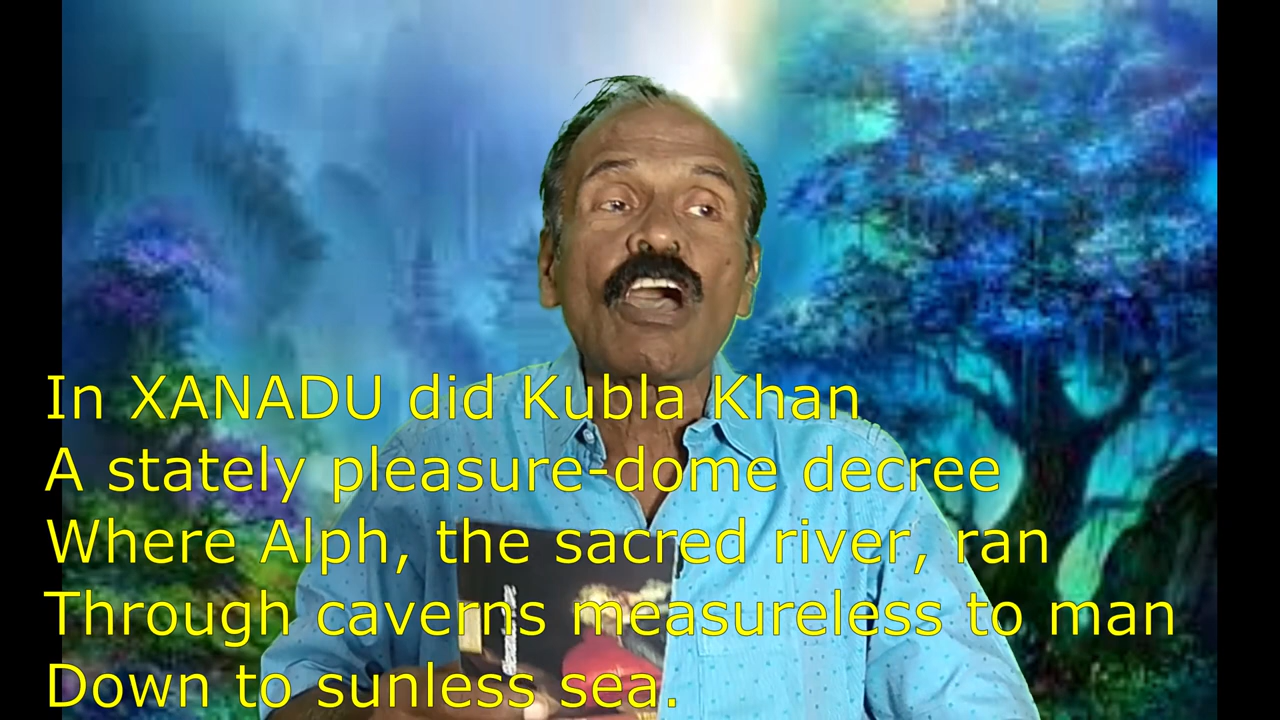 In XANADU did Kubla Khan
A stately pleasure-dome decree
Where Alph, the sacred river, ran
Through caverns measureless to man
Down to sunless sea.